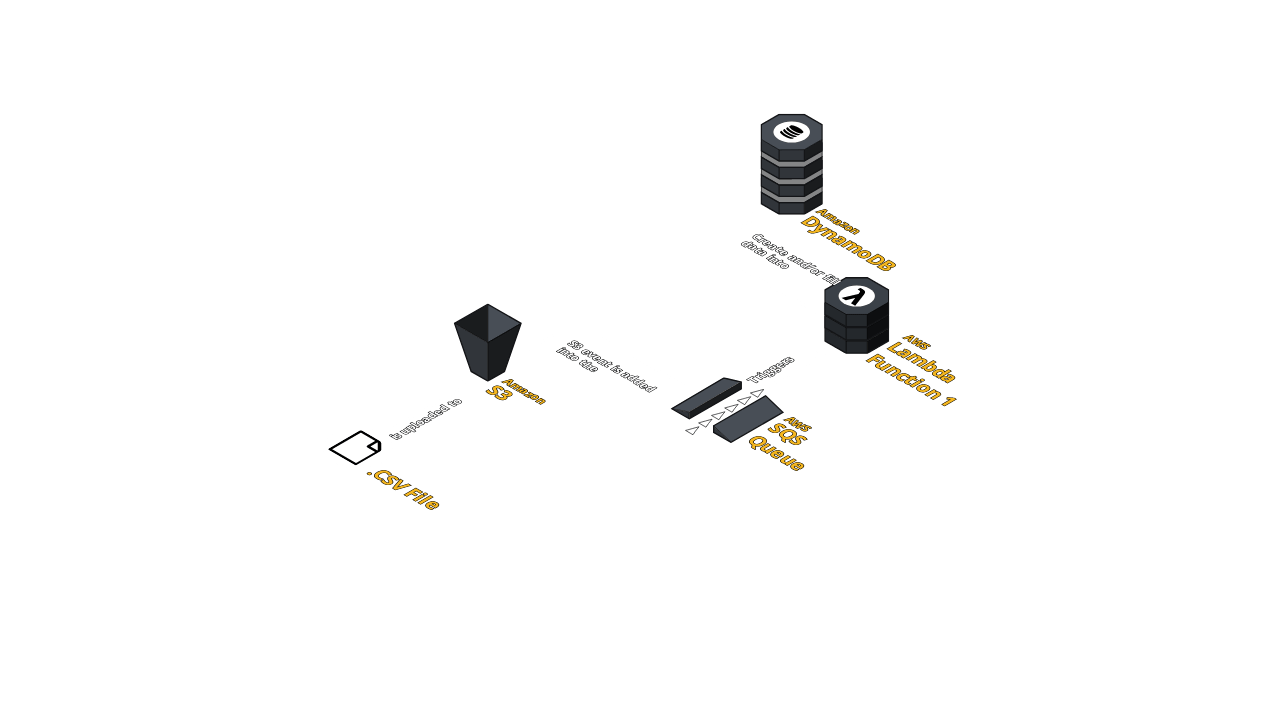 Amazon
DynamoDB
Create and/or fill
data into
AWS
Lambda
Function 1
Triggers
S3 event is added
into the
AWS
SQS
Queue
Amazon
S3
is uploaded to
.CSV File